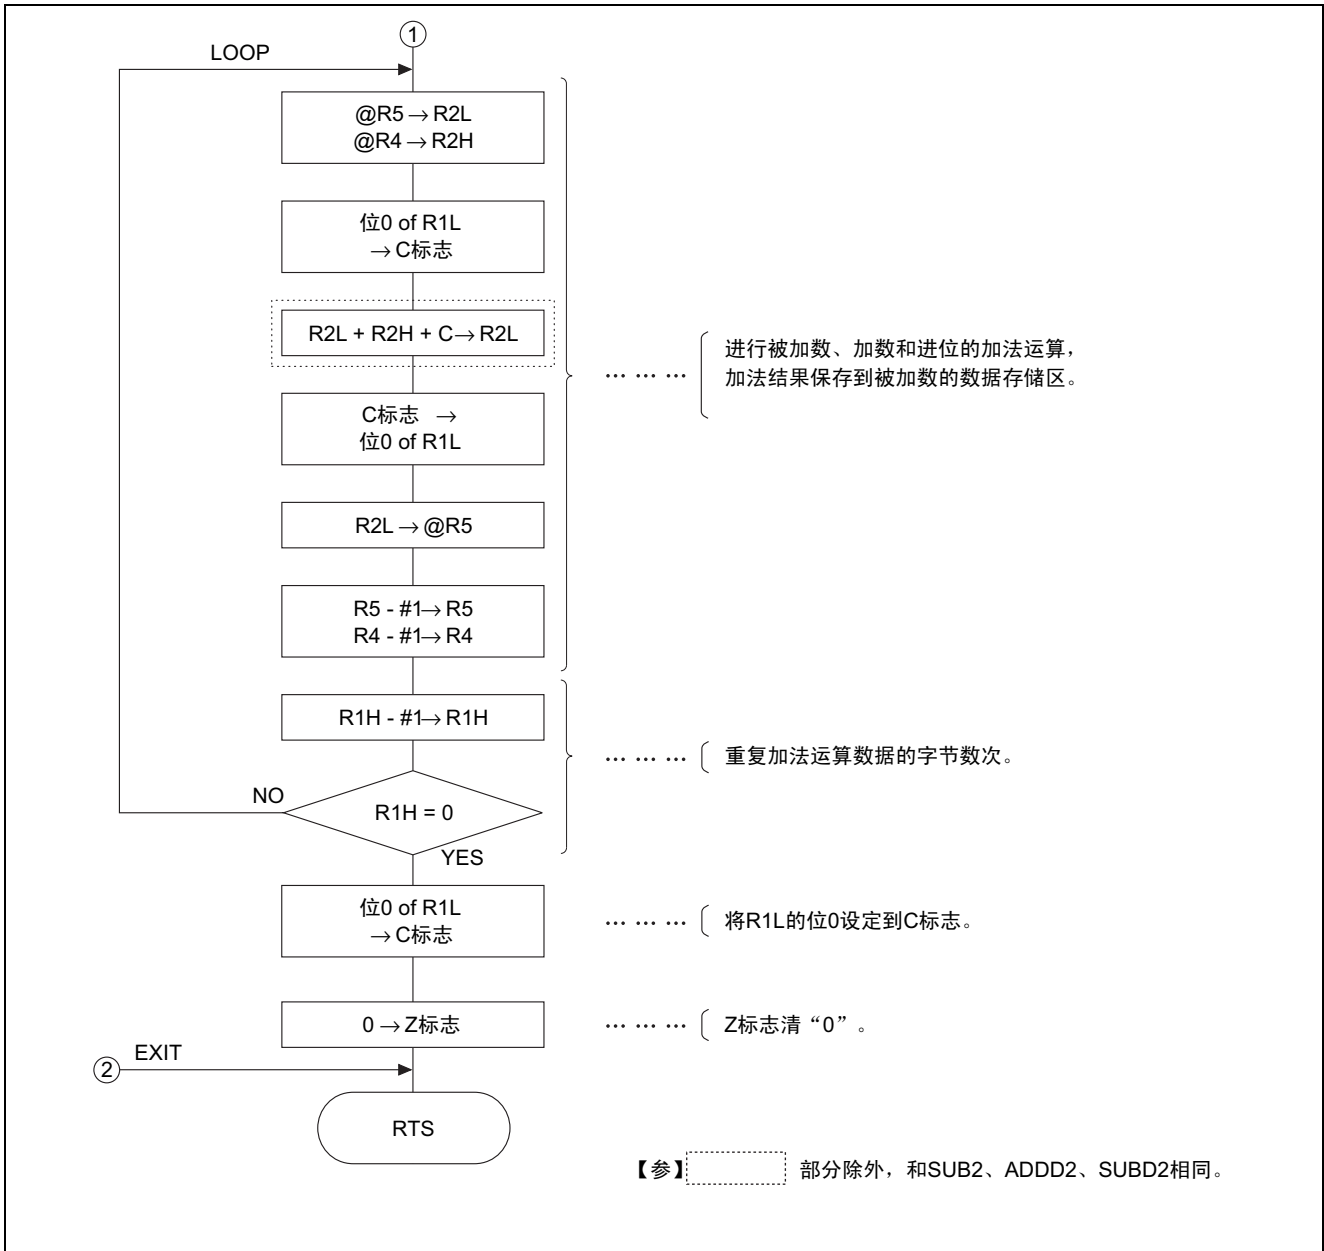 ①
LOOP
@R5→R2L
@R4→R2H
位0 of R1L
→C标志
R2L + R2H + C→R2L
… … …
进行被加数、加数和进位的加法运算，
加法结果保存到被加数的数据存储区。
C标志 →
位0 of R1L
R2L→@R5
R5 - #1→R5
R4 - #1→R4
R1H - #1→R1H
… … …
重复加法运算数据的字节数次。
NO
R1H = 0
YES
位0 of R1L
→C标志
… … …
将R1L的位0设定到C标志。
0→Z标志
… … …
Z标志清“0”。
EXIT
②
RTS
【参】 部分除外，和SUB2、ADDD2、SUBD2相同。